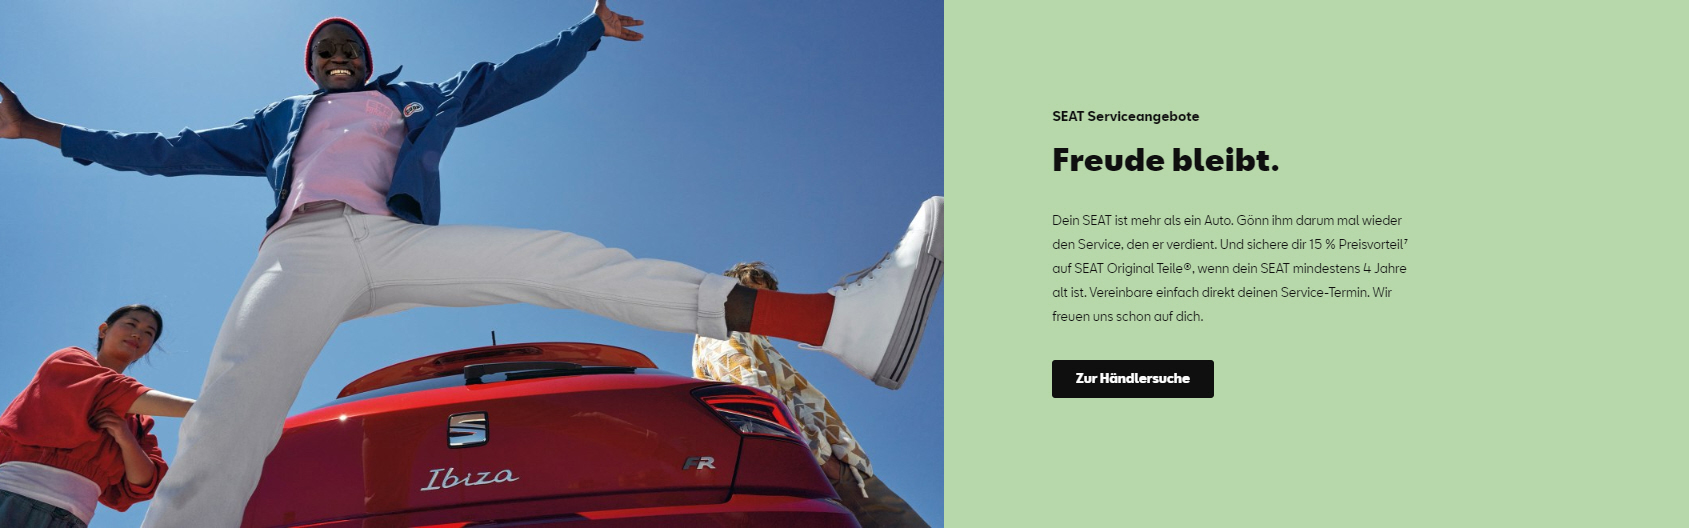 SEAT Serviceangebote
Freude bleibt.
Dein SEAT ist mehr als ein Auto. Gönn ihm darum mal wieder
den Service, den er verdient. Und sichere dir 15 % Preisvorteil⁷
auf SEAT Original Teile®, wenn dein SEAT mindestens 4 Jahre
alt ist. Vereinbare einfach direkt deinen Service-Termin. Wir
freuen uns schon auf dich.
Zur Händlersuche
Ibiza
FR